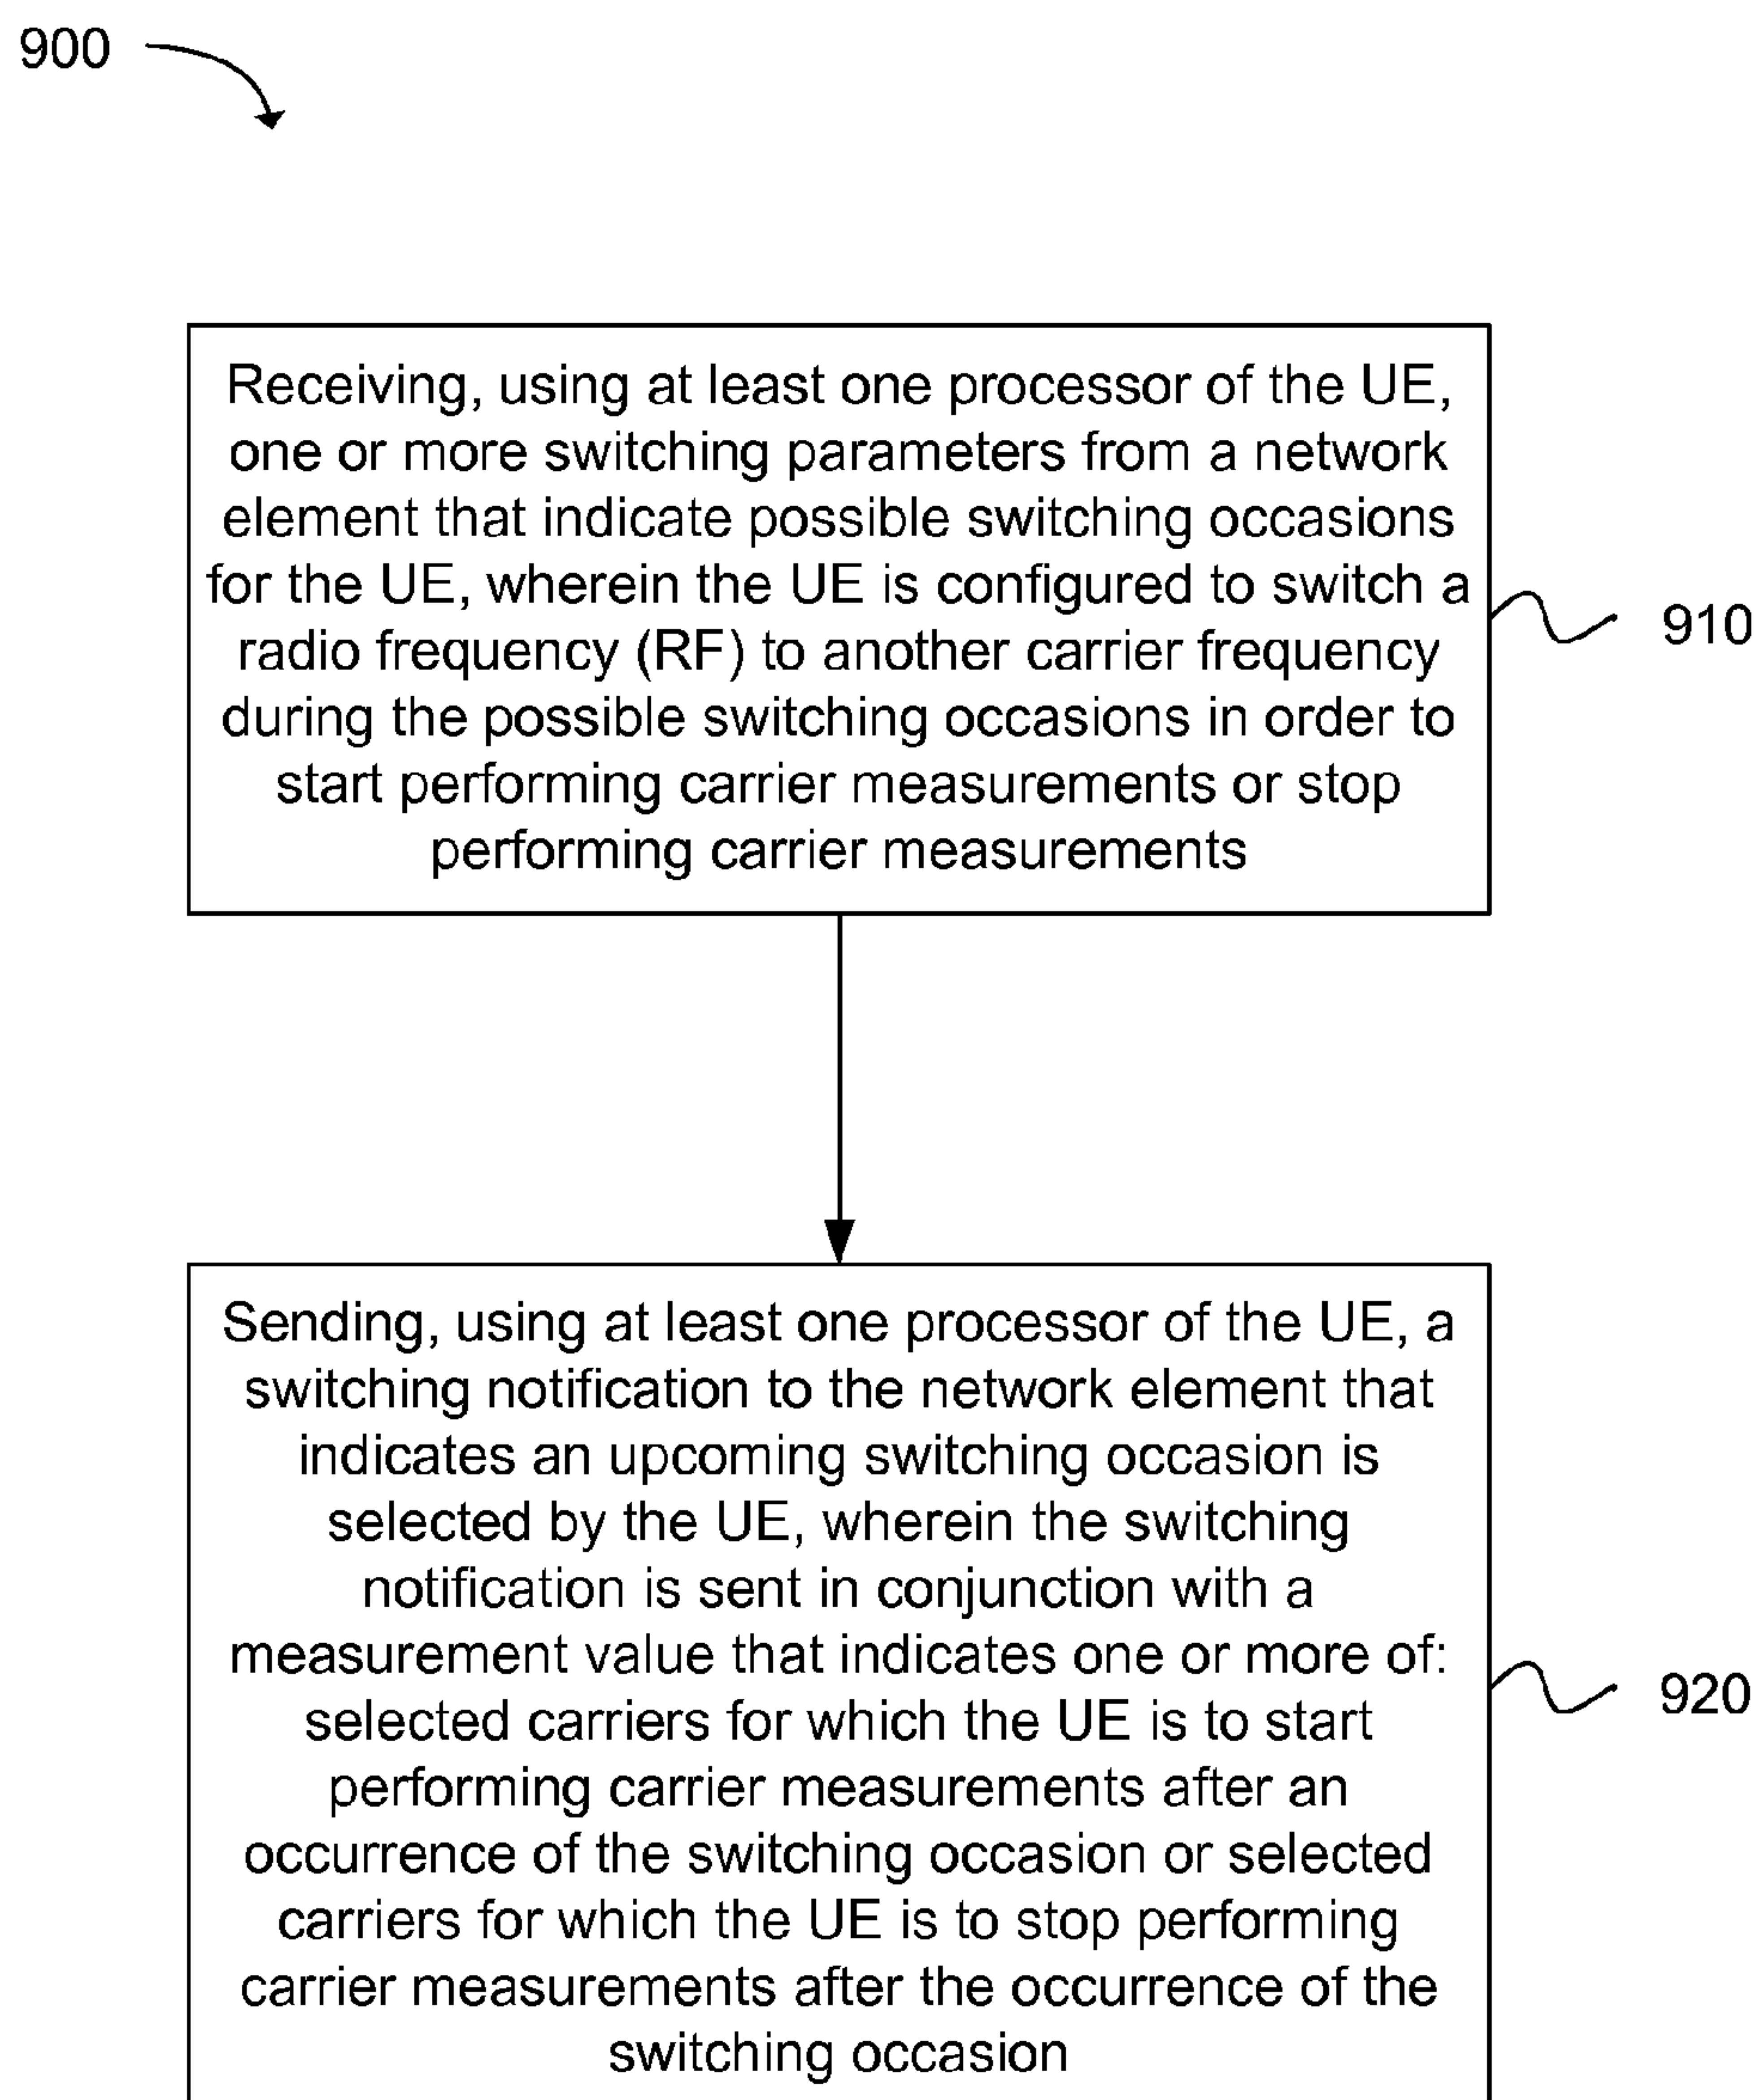 900
Receiving, using at least one processor of the UE,
one or more switching parameters from a network
element that indicate possible switching occasions
for the UE, wherein the UE is configured to switch a
radio frequency (RF) to another carrier frequency
during the possible switching occasions in order to
start performing carrier measurements or stop
performing carrier measurements
910
Sending, using at least one processor of the UE, a
switching notification to the network element that
indicates an upcoming switching occasion is
selected by the UE, wherein the switching
notification is sent in conjunction with a
measurement value that indicates one or more of:
selected carriers for which the UE is to start
performing carrier measurements after an
occurrence of the switching occasion or selected
carriers for which the UE is to stop performing
carrier measurements after the occurrence of the
switching occasion
920